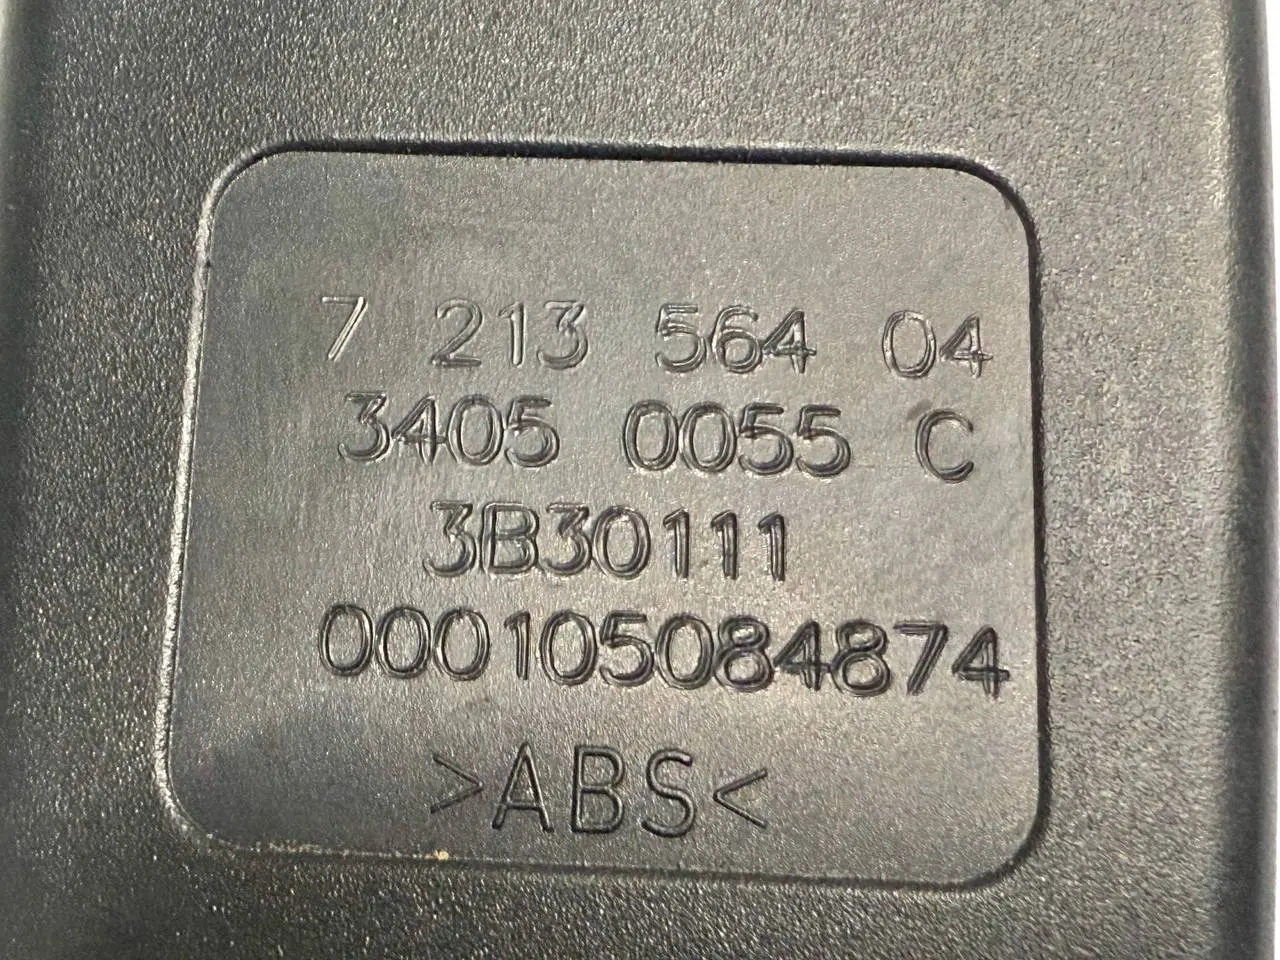 7 213 564 04
3405 0055 C
3B30111
000105084874
>ABS<